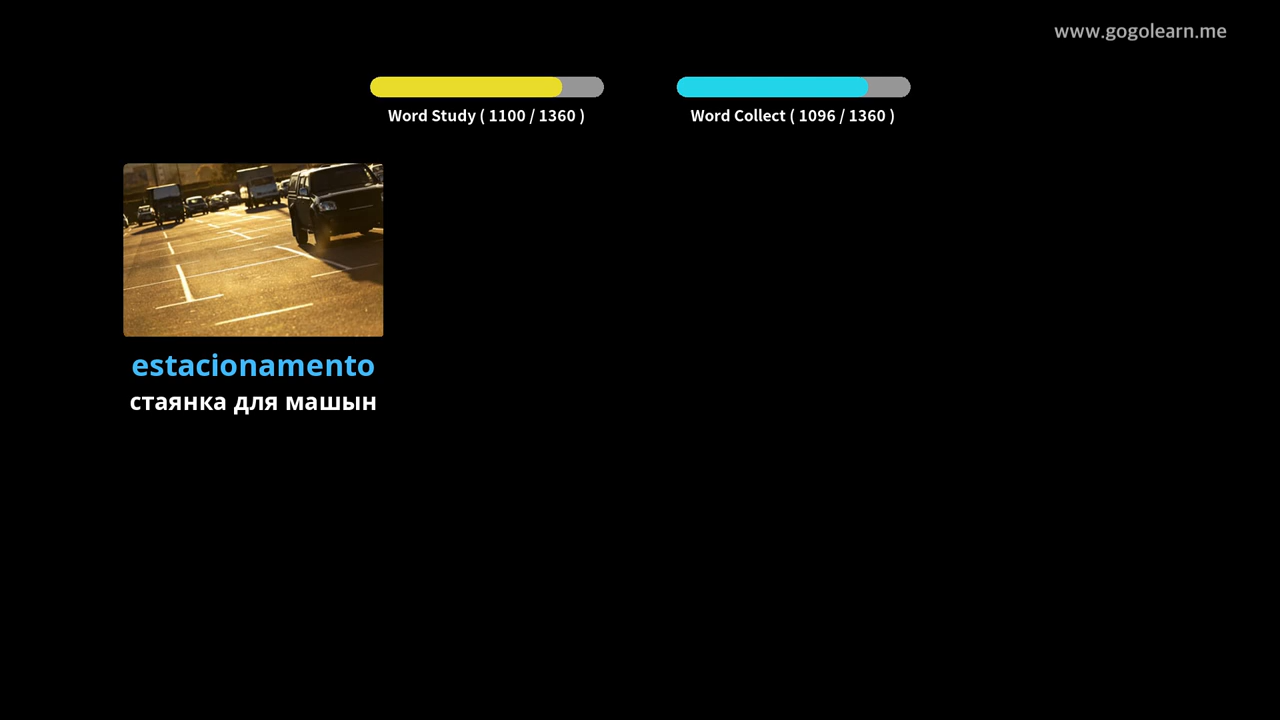 www.gogolearn.me
Word Study ( 1100 / 1360 )
Word Collect ( 1096 / 1360 )
estacionamento
стаянка для машын